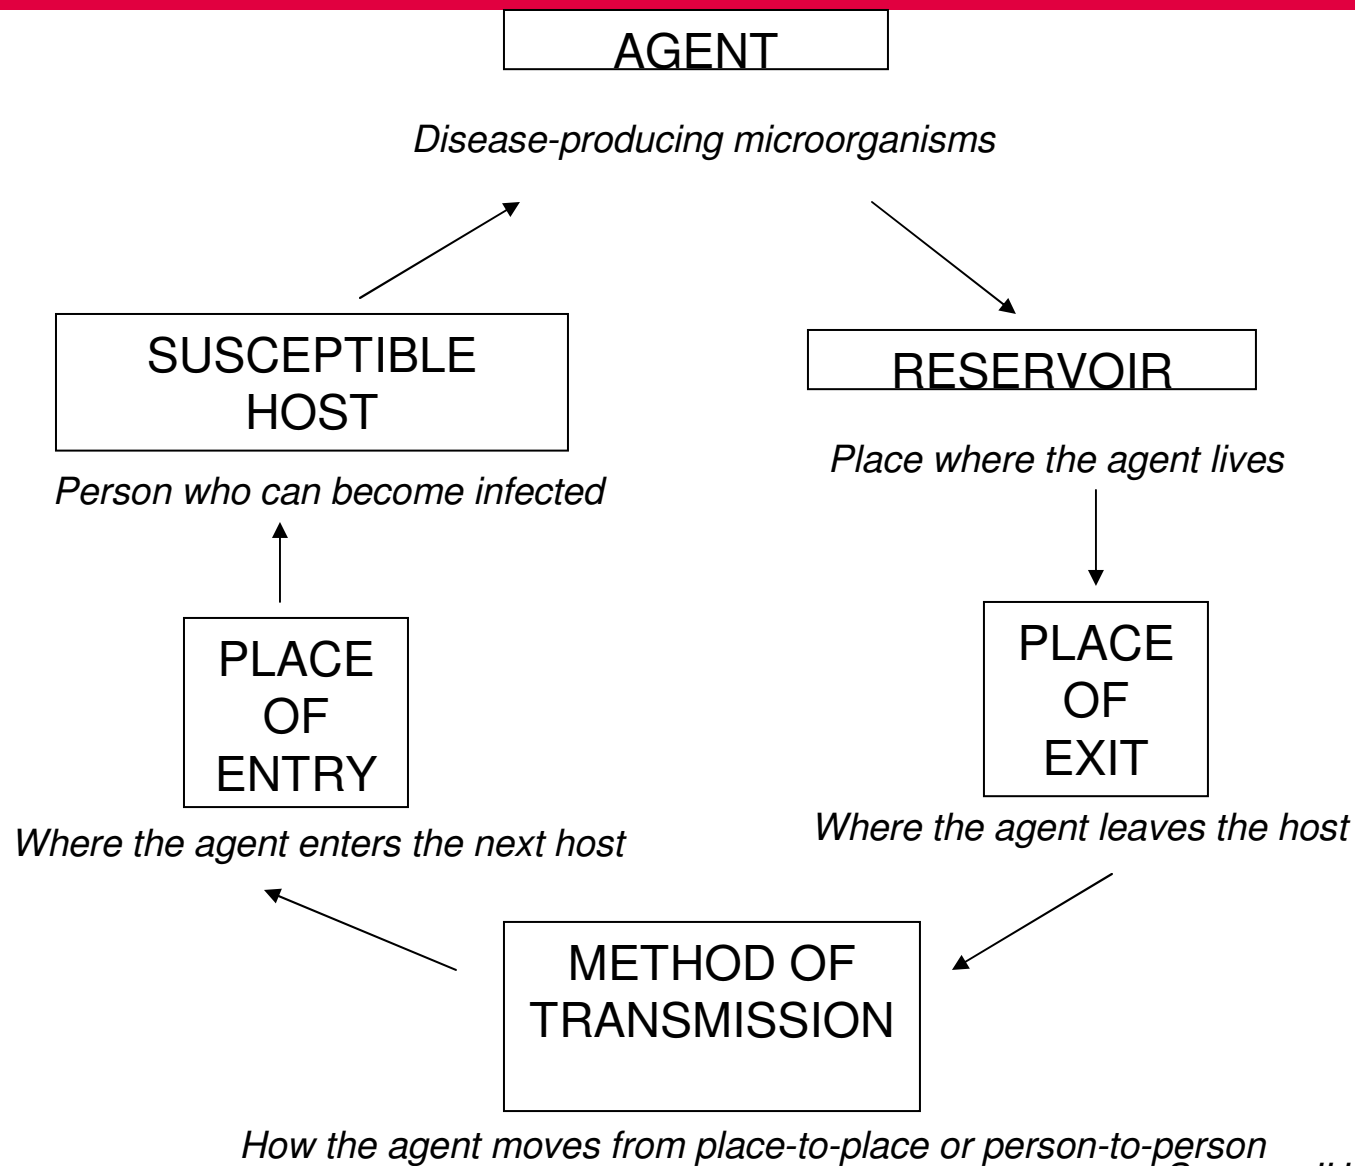 AGENT
Disease-producing microorganisms
SUSCEPTIBLE
HOST
Person who can become infected
RESERVOIR
Place where the agent lives
PLACE
OF
ENTRY
Where the agent enters the next host
PLACE
OF
EXIT
Where the agent leaves the host
METHOD OF
TRANSMISSION
How the agent moves from place-to-place or person-to-person